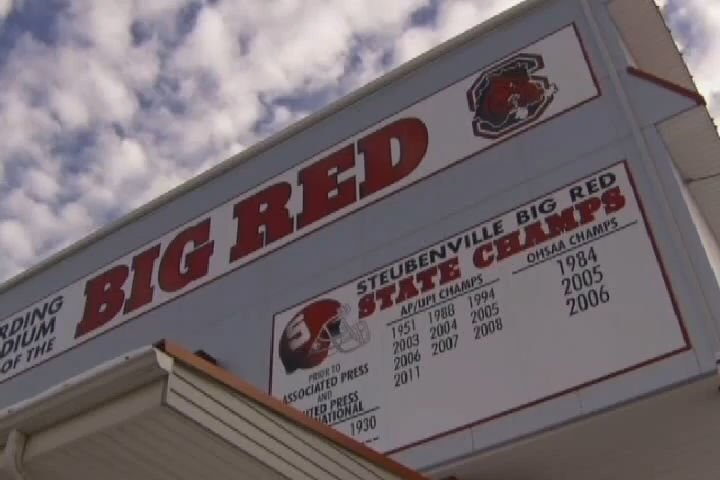 RDING
DIUM
OF THE
BIG RED
STEUBENVILLE BIG RED
STATE CHAMPS
S
PRIOR TO
ASSOCIATED PRESS
AND
TED PRESS
NATIONAL
1930
AP/UPI CHAMPS
1951 1988 1994
2003 2004 2005
2006 2007 2008
2011
OHSAA CHAMPS
1984
2005
2006